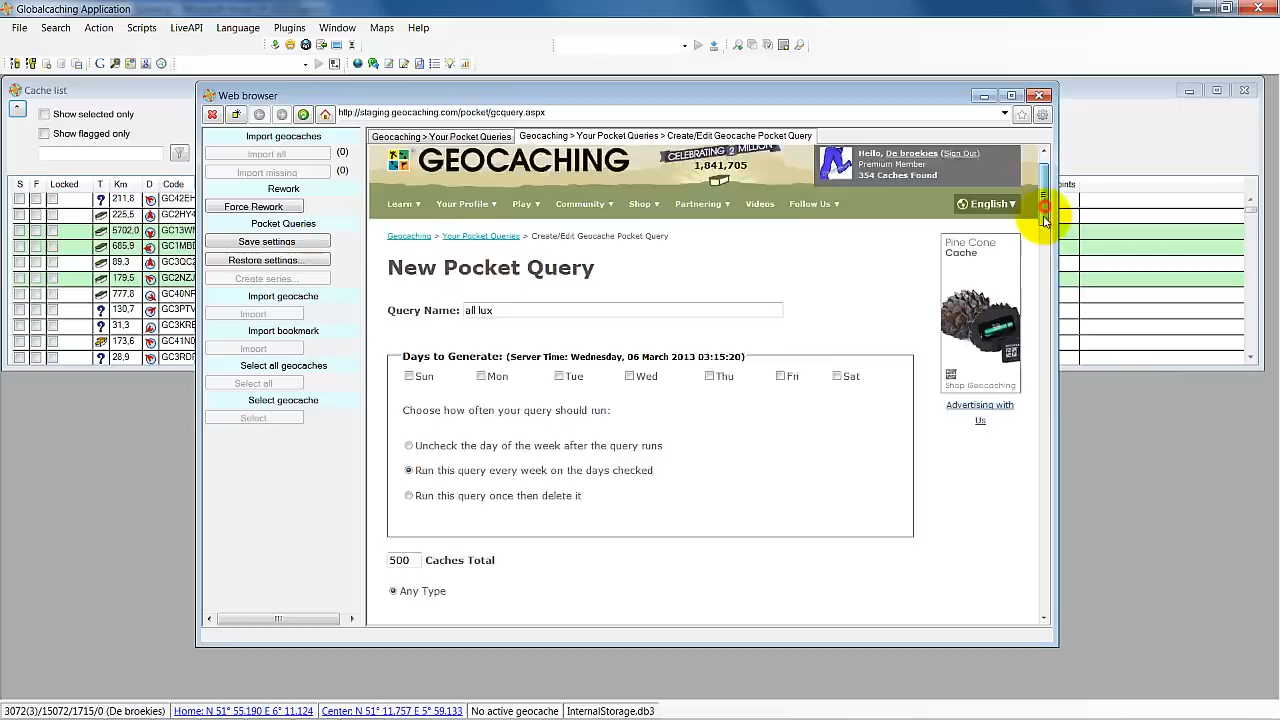 Globalcaching Application
File Search Action Scripts LiveAPI Language Plugins Window Maps Help
Cache list
Show selected only
Show flagged only
S F Locked T Km D Code
211,8 GC42EH
225,5 GC2HY4
5702,0 GC13WN
685,9 GC1MBE
89,3 GC3QC2
179,5 GC2NZJ
777,8 GC40NR
130,7 GC3PTV
31,3 GC3KRE
173,6 GC41N0
28,9 GC3RDF
Web browser
http://staging.geocaching.com/pocket/gcquery.aspx
Import geocaches
Import all (0)
Import missing (0)
Rework
Force Rework
Pocket Queries
Save settings
Restore settings...
Create series...
Import geocache
Import
Import bookmark
Import
Select all geocaches
Select all
Select geocache
Select
Geocaching > Your Pocket Queries
Geocaching > Your Pocket Queries > Create/Edit Geocache Pocket Query
GEOCACHING
CELEBRATING 2 MILLION
1,841,705
Hello, De broekies (Sign Out)
Premium Member
354 Caches Found
Learn ▾ Your Profile ▾ Play ▾ Community ▾ Shop ▾ Partnering ▾ Videos Follow Us ▾ English ▾
Geocaching > Your Pocket Queries > Create/Edit Geocache Pocket Query
New Pocket Query
Query Name: all lux
Days to Generate: (Server Time: Wednesday, 06 March 2013 03:15:20)
Sun Mon Tue Wed Thu Fri Sat
Choose how often your query should run:
Uncheck the day of the week after the query runs
Run this query every week on the days checked
Run this query once then delete it
500 Caches Total
Any Type
Pine Cone
Cache
Shop Geocaching
Advertising with
Us
oints
3072(3)/15072/1715/0 (De broekies) Home: N 51° 55.190 E 6° 11.124 Center: N 51° 11.757 E 5° 59.133 No active geocache InternalStorage.db3